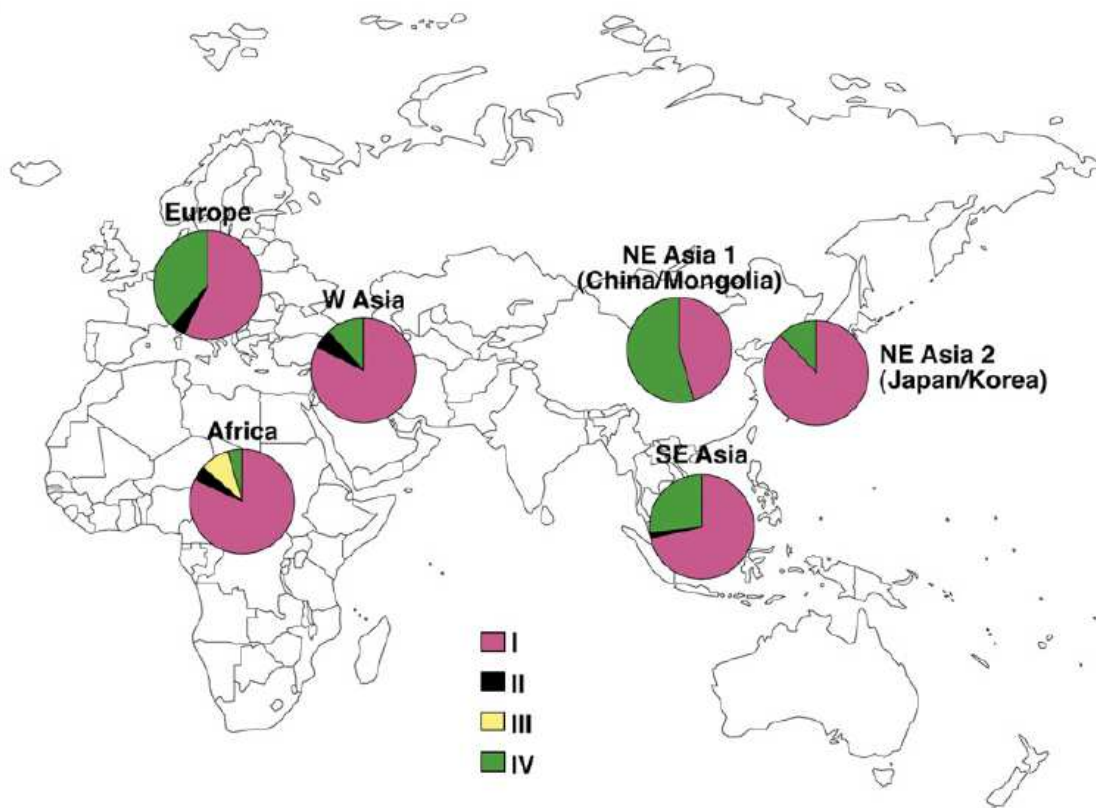 Europe
W Asia
Africa
NE Asia 1
(China/Mongolia)
NE Asia 2
(Japan/Korea)
SE Asia
I
II
III
IV